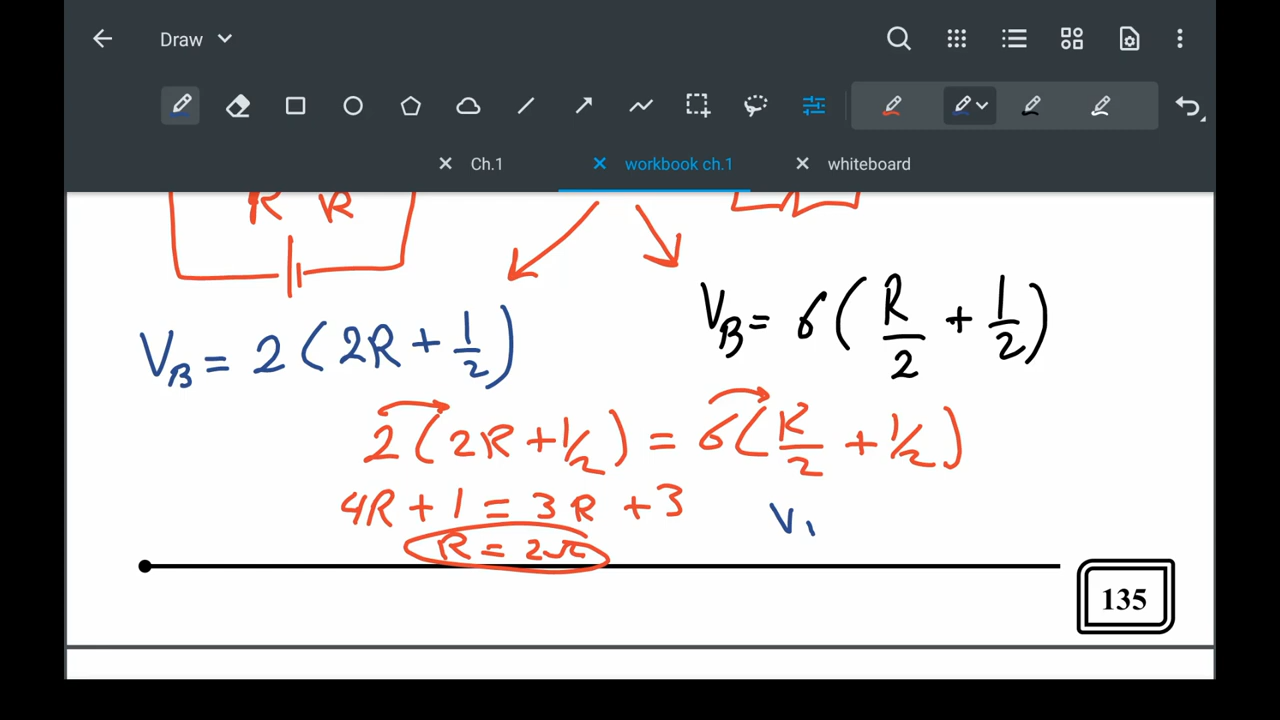 Draw
Ch.1
workbook ch.1
whiteboard
R R
V_B = 2 ( 2R + 1/2 )
V_B = 6 ( R/2 + 1/2 )
2 ( 2R + 1/2 ) = 6 ( R/2 + 1/2 )
4R + 1 = 3R + 3
R = 2Ω
V
135